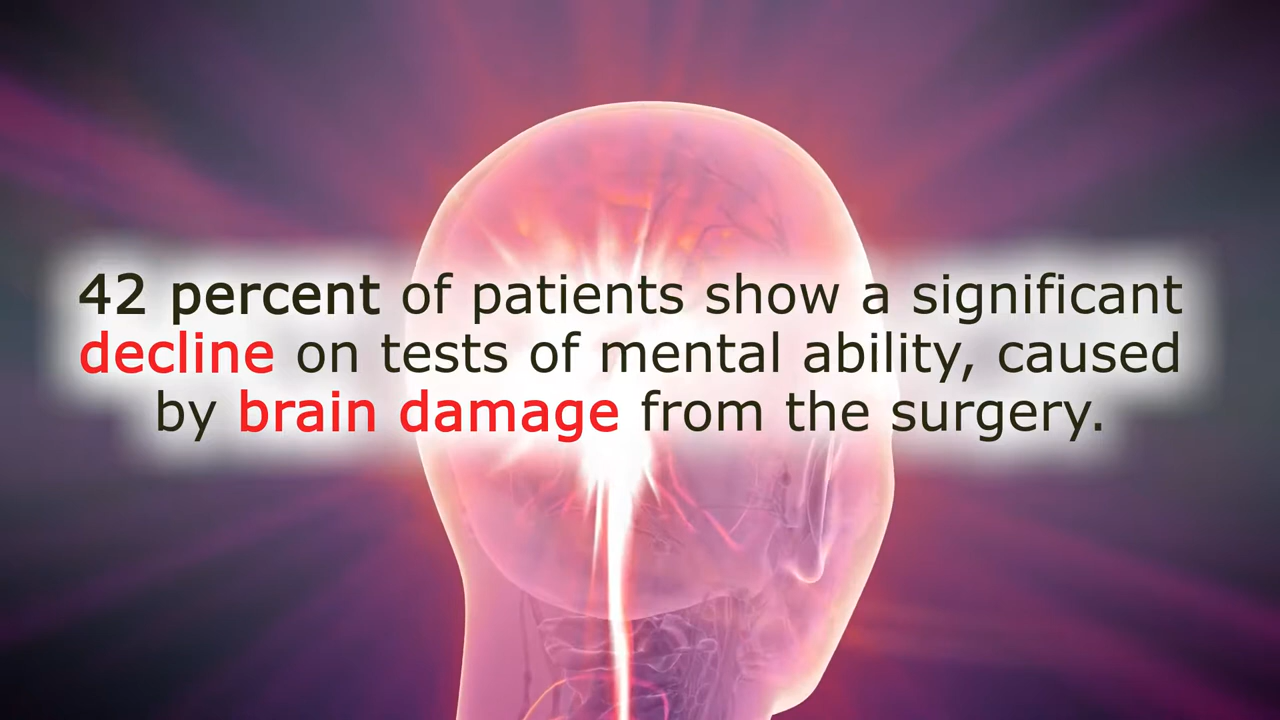 42 percent of patients show a significant
decline on tests of mental ability, caused
by brain damage from the surgery.